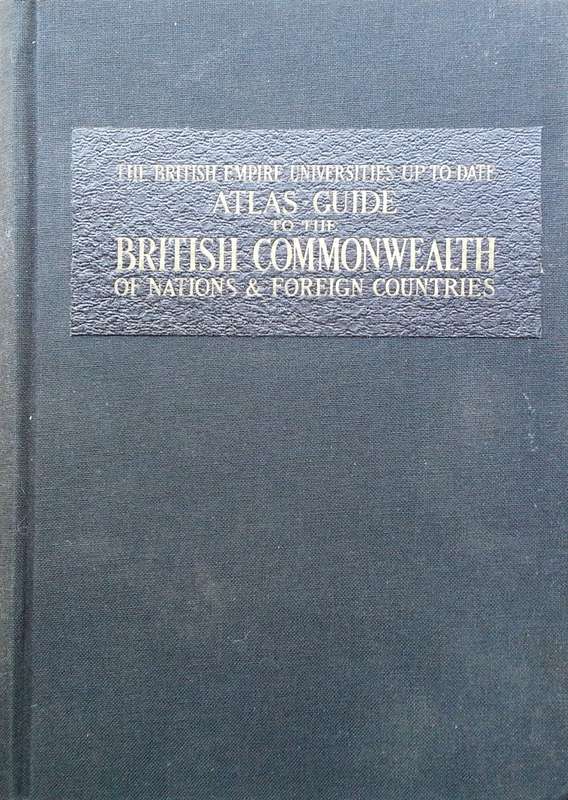 THE BRITISH EMPIRE UNIVERSITIES UP TO DATE
ATLAS GUIDE
TO THE
BRITISH COMMONWEALTH
OF NATIONS & FOREIGN COUNTRIES